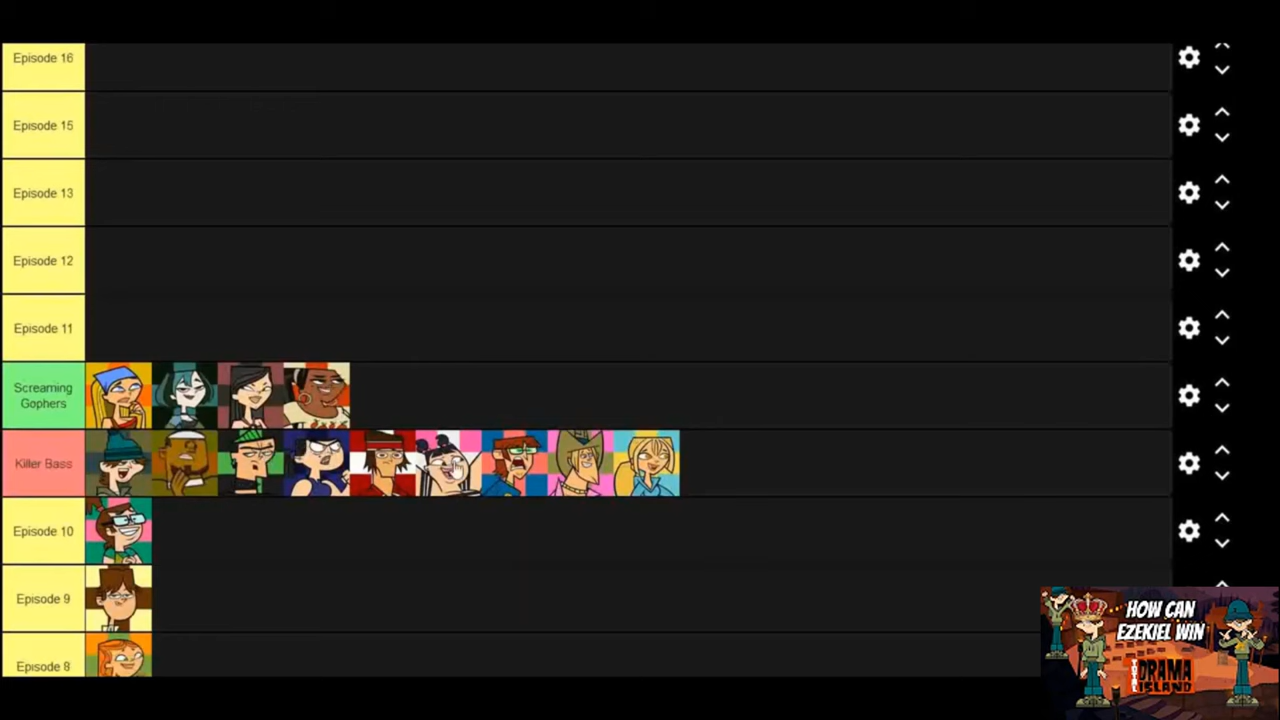 Episode 16
Episode 15
Episode 13
Episode 12
Episode 11
Screaming
Gophers
Killer Bass
Episode 10
Episode 9
Episode 8
HOW CAN
EZEKIEL WIN
TOTAL
DRAMA
ISLAND